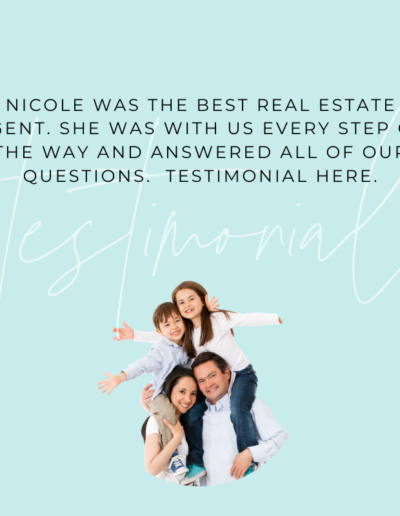 NICOLE WAS THE BEST REAL ESTATE
GENT. SHE WAS WITH US EVERY STEP
THE WAY AND ANSWERED ALL OF OUR
QUESTIONS.  TESTIMONIAL HERE.
testimonial